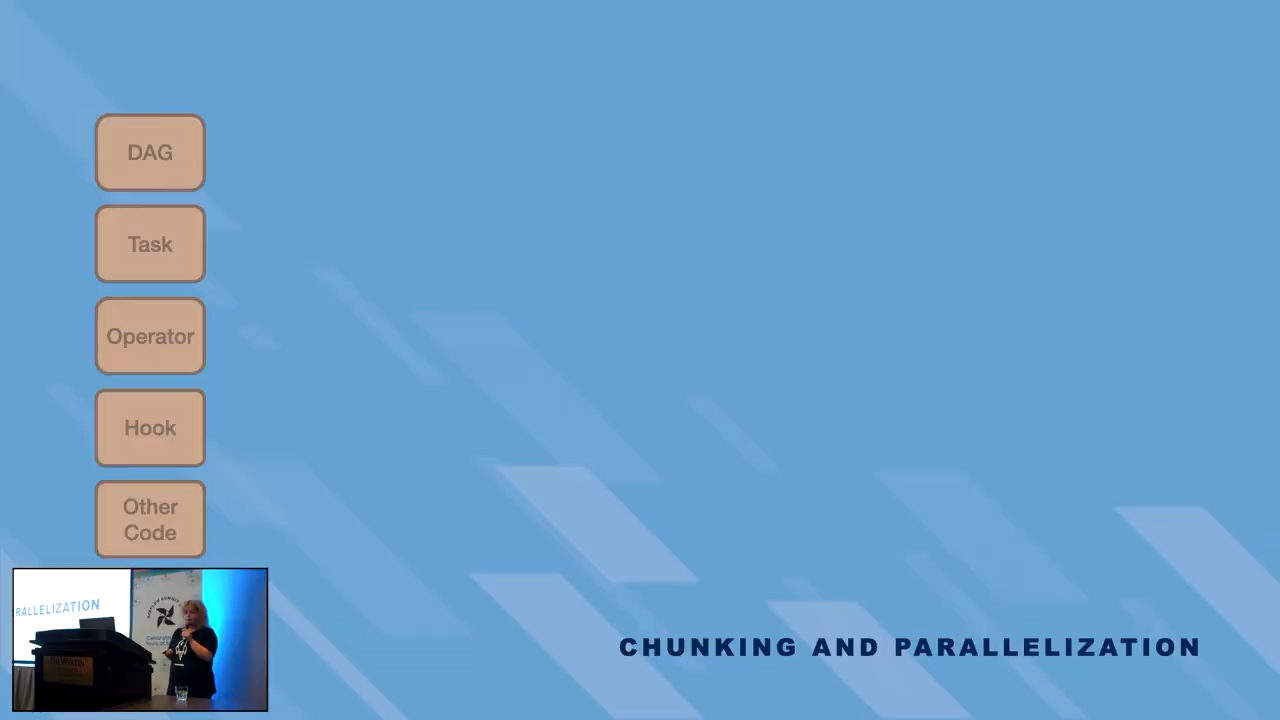 DAG
Task
Operator
Hook
Other
Code
CHUNKING AND PARALLELIZATION
RALLELIZATION